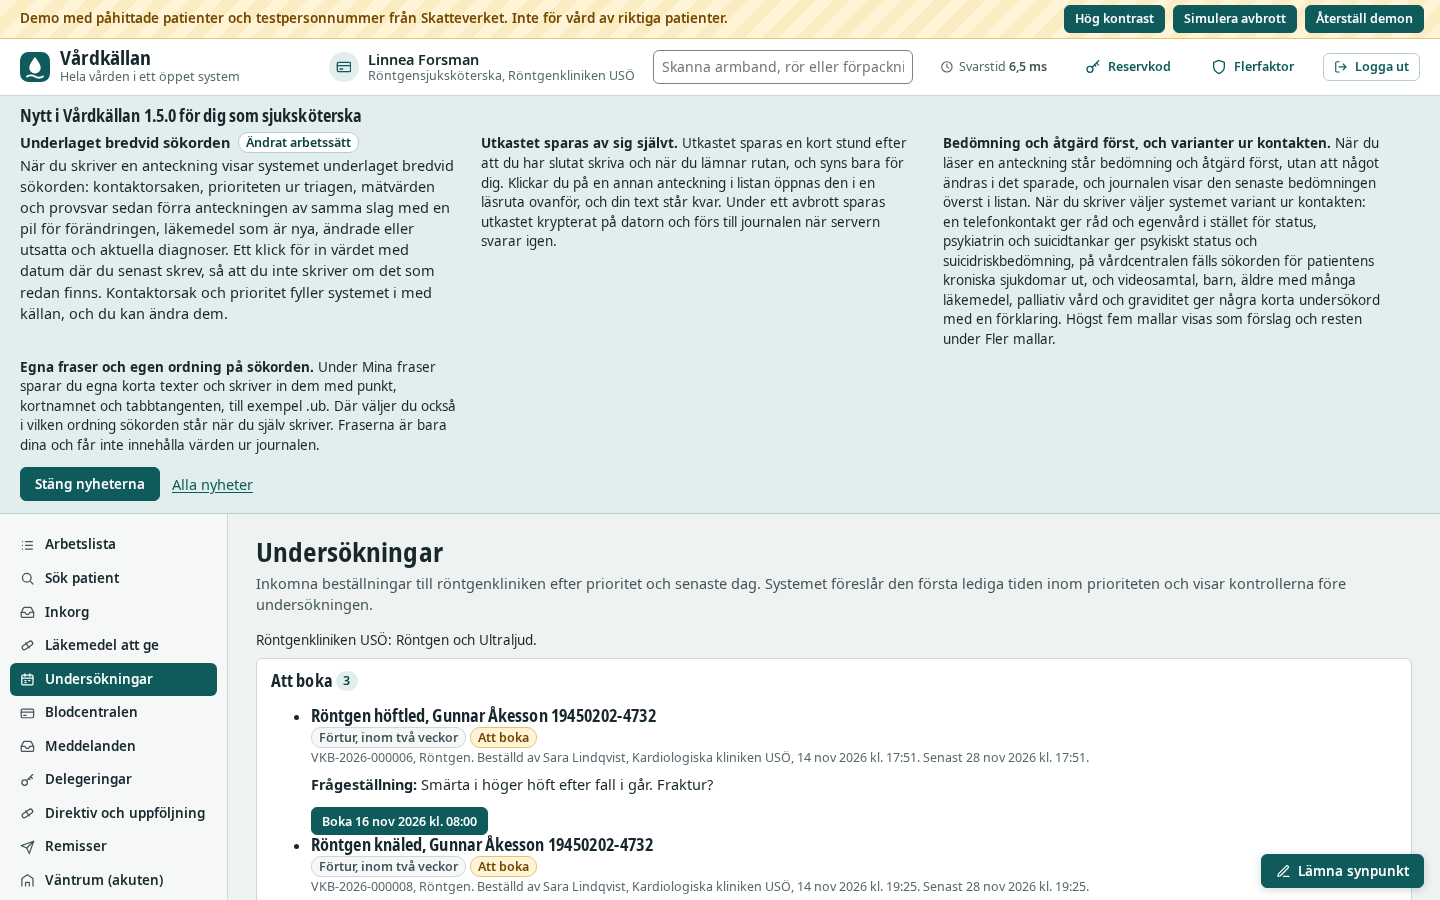 Demo med påhittade patienter och testpersonnummer från Skatteverket. Inte för vård av riktiga patienter.
Hög kontrast
Simulera avbrott
Återställ demon
Vårdkällan
Hela vården i ett öppet system
Linnea Forsman
Röntgensjuksköterska, Röntgenkliniken USÖ
Skanna armband, rör eller förpackni
Svarstid 6,5 ms
Reservkod
Flerfaktor
Logga ut
Nytt i Vårdkällan 1.5.0 för dig som sjuksköterska
Underlaget bredvid sökorden Ändrat arbetssätt
När du skriver en anteckning visar systemet underlaget bredvid
sökorden: kontaktorsaken, prioriteten ur triagen, mätvärden
och provsvar sedan förra anteckningen av samma slag med en
pil för förändringen, läkemedel som är nya, ändrade eller
utsatta och aktuella diagnoser. Ett klick för in värdet med
datum där du senast skrev, så att du inte skriver om det som
redan finns. Kontaktorsak och prioritet fyller systemet i med
källan, och du kan ändra dem.
Utkastet sparas av sig självt. Utkastet sparas en kort stund efter
att du har slutat skriva och när du lämnar rutan, och syns bara för
dig. Klickar du på en annan anteckning i listan öppnas den i en
läsruta ovanför, och din text står kvar. Under ett avbrott sparas
utkastet krypterat på datorn och förs till journalen när servern
svarar igen.
Bedömning och åtgärd först, och varianter ur kontakten. När du
läser en anteckning står bedömning och åtgärd först, utan att något
ändras i det sparade, och journalen visar den senaste bedömningen
överst i listan. När du skriver väljer systemet variant ur kontakten:
en telefonkontakt ger råd och egenvård i stället för status,
psykiatrin och suicidtankar ger psykiskt status och
suicidriskbedömning, på vårdcentralen fälls sökorden för patientens
kroniska sjukdomar ut, och videosamtal, barn, äldre med många
läkemedel, palliativ vård och graviditet ger några korta undersökord
med en förklaring. Högst fem mallar visas som förslag och resten
under Fler mallar.
Egna fraser och egen ordning på sökorden. Under Mina fraser
sparar du egna korta texter och skriver in dem med punkt,
kortnamnet och tabbtangenten, till exempel .ub. Där väljer du också
i vilken ordning sökorden står när du själv skriver. Fraserna är bara
dina och får inte innehålla värden ur journalen.
Stäng nyheterna
Alla nyheter
Arbetslista
Sök patient
Inkorg
Läkemedel att ge
Undersökningar
Blodcentralen
Meddelanden
Delegeringar
Direktiv och uppföljning
Remisser
Väntrum (akuten)
Undersökningar
Inkomna beställningar till röntgenkliniken efter prioritet och senaste dag. Systemet föreslår den första lediga tiden inom prioriteten och visar kontrollerna före
undersökningen.
Röntgenkliniken USÖ: Röntgen och Ultraljud.
Att boka 3
Röntgen höftled, Gunnar Åkesson 19450202-4732
Förtur, inom två veckor Att boka
VKB-2026-000006, Röntgen. Beställd av Sara Lindqvist, Kardiologiska kliniken USÖ, 14 nov 2026 kl. 17:51. Senast 28 nov 2026 kl. 17:51.
Frågeställning: Smärta i höger höft efter fall i går. Fraktur?
Boka 16 nov 2026 kl. 08:00
Röntgen knäled, Gunnar Åkesson 19450202-4732
Förtur, inom två veckor Att boka
VKB-2026-000008, Röntgen. Beställd av Sara Lindqvist, Kardiologiska kliniken USÖ, 14 nov 2026 kl. 19:25. Senast 28 nov 2026 kl. 19:25.
Lämna synpunkt